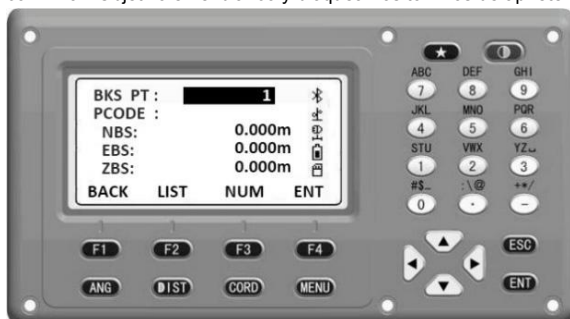 BKS PT : 1
PCODE :
NBS: 0.000m
EBS: 0.000m
ZBS: 0.000m
BACK LIST NUM ENT
F1 F2 F3 F4
ANG DIST CORD MENU
ABC DEF GHI
7 8 9
JKL MNO PQR
4 5 6
STU VWX YZ␣
1 2 3
#$_ :\@ +*/
0 . -
ESC
ENT